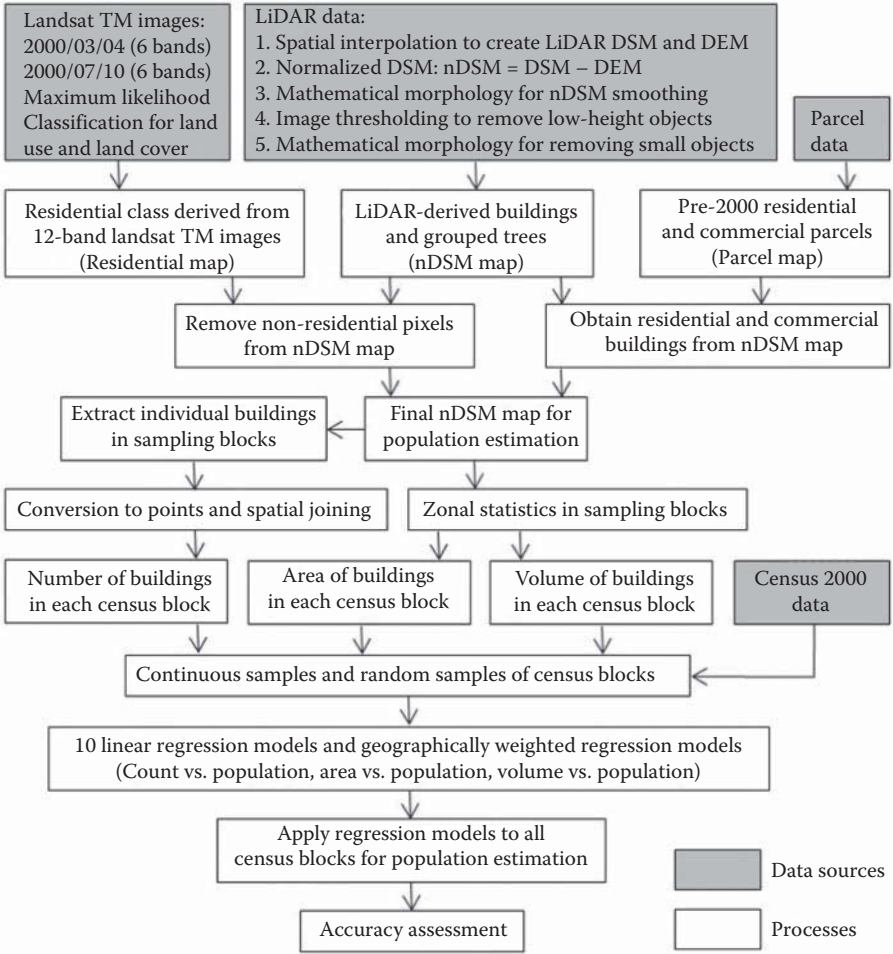 Landsat TM images:
2000/03/04 (6 bands)
2000/07/10 (6 bands)
Maximum likelihood
Classification for land
use and land cover
LiDAR data:
1. Spatial interpolation to create LiDAR DSM and DEM
2. Normalized DSM: nDSM = DSM – DEM
3. Mathematical morphology for nDSM smoothing
4. Image thresholding to remove low-height objects
5. Mathematical morphology for removing small objects
Parcel
data
Residential class derived from
12-band landsat TM images
(Residential map)
LiDAR-derived buildings
and grouped trees
(nDSM map)
Pre-2000 residential
and commercial parcels
(Parcel map)
Remove non-residential pixels
from nDSM map
Obtain residential and commercial
buildings from nDSM map
Extract individual buildings
in sampling blocks
Final nDSM map for
population estimation
Conversion to points and spatial joining
Zonal statistics in sampling blocks
Number of buildings
in each census block
Area of buildings
in each census block
Volume of buildings
in each census block
Census 2000
data
Continuous samples and random samples of census blocks
10 linear regression models and geographically weighted regression models
(Count vs. population, area vs. population, volume vs. population)
Apply regression models to all
census blocks for population estimation
Accuracy assessment
Data sources
Processes